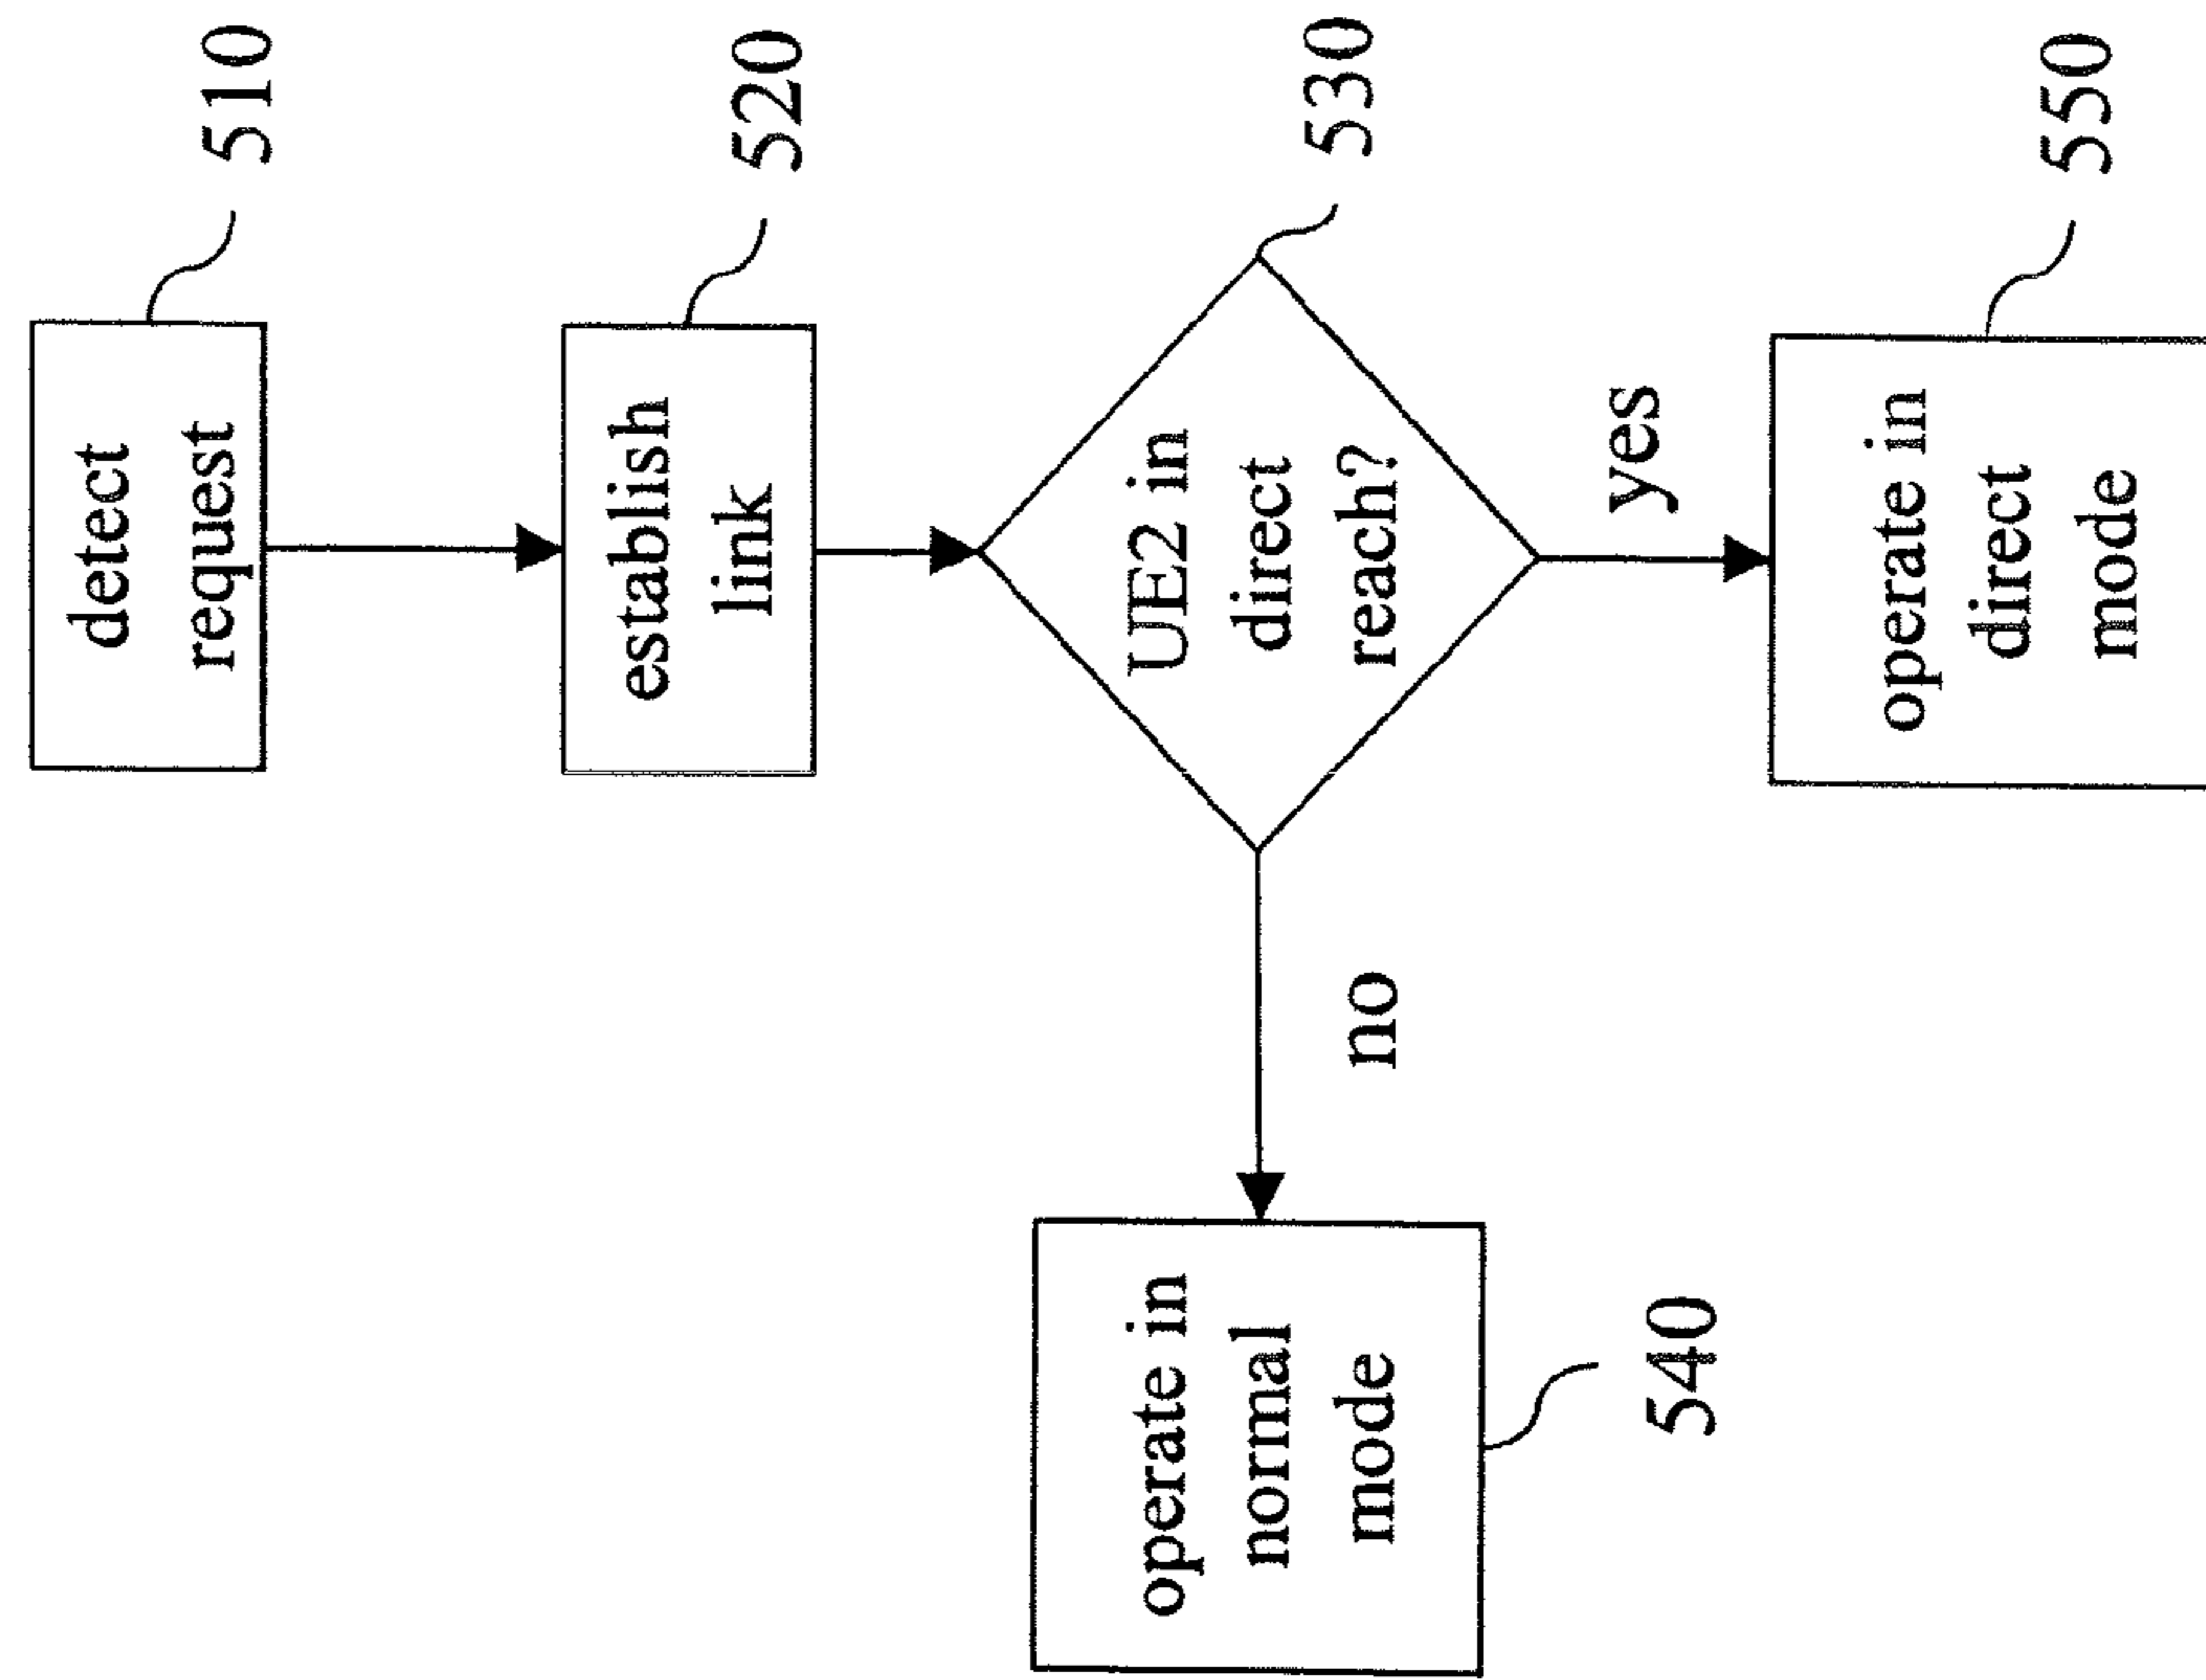 detect
request
510
establish
link
520
UE2 in
direct
reach?
530
no
yes
operate in
normal
mode
540
operate in
direct
mode
550